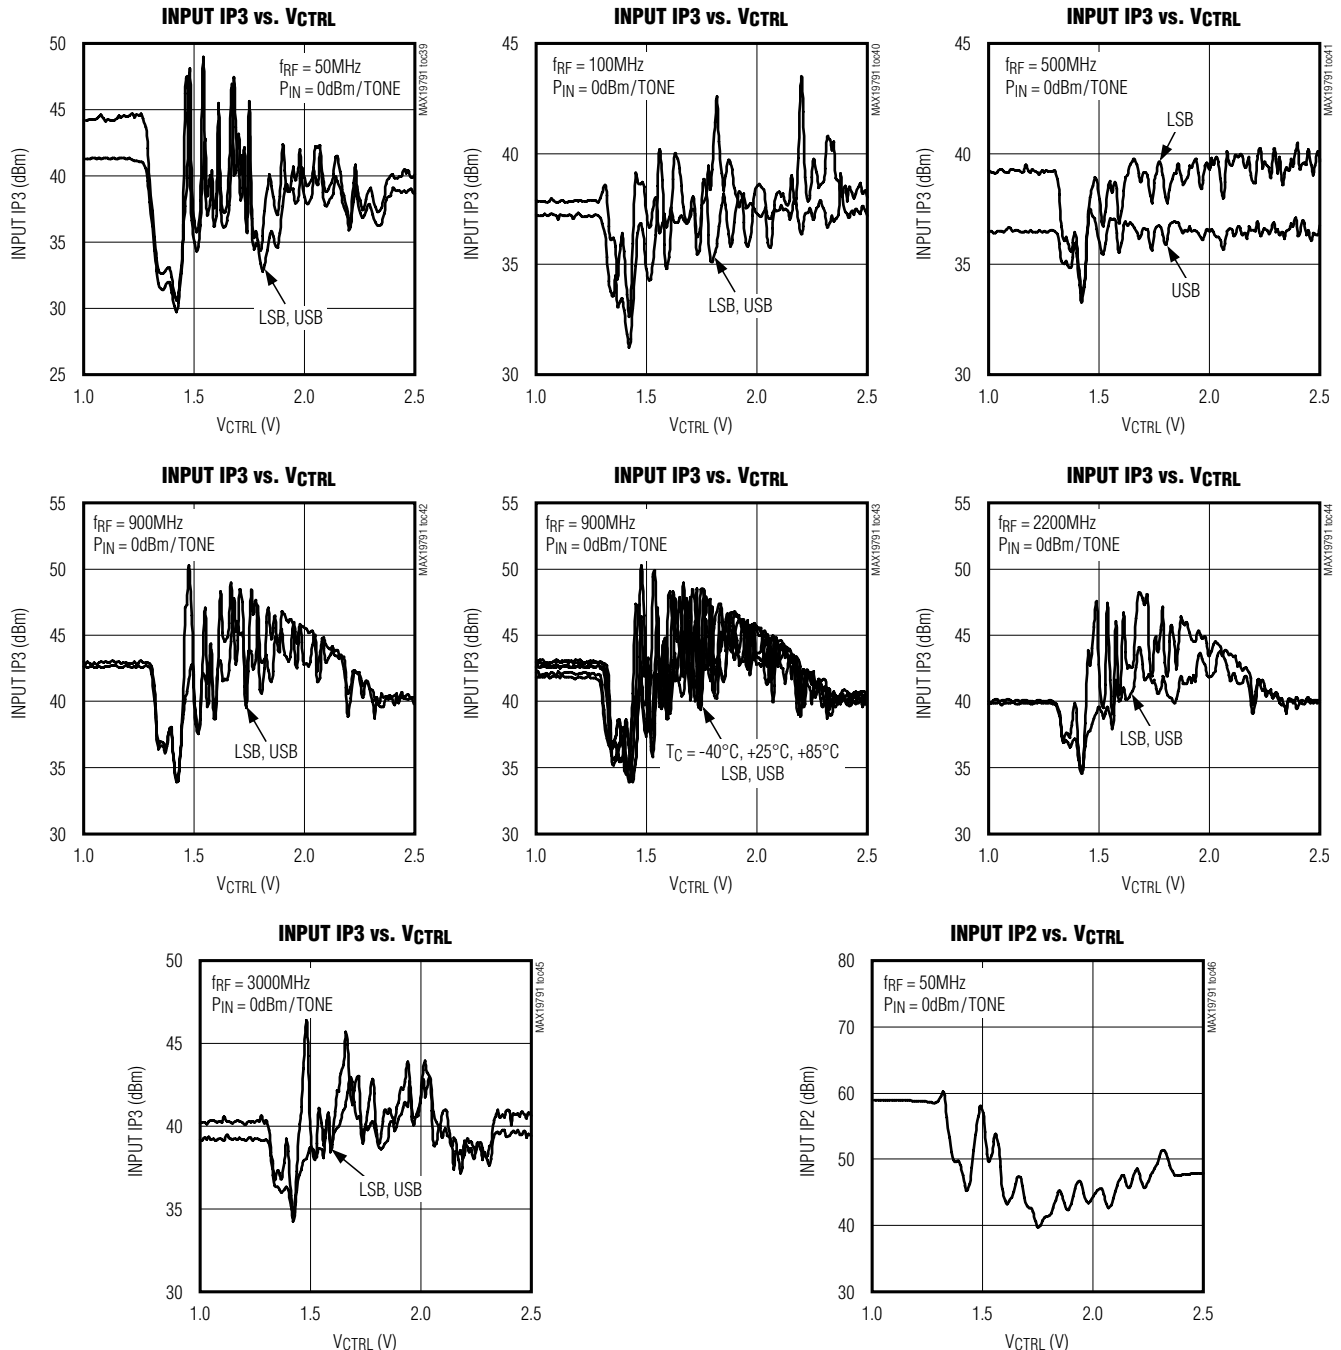 INPUT IP3 vs. VCTRL
50
45
40
35
30
25
INPUT IP3 (dBm)
fRF = 50MHz
PIN = 0dBm/TONE
LSB, USB
MAX19791 toc39
1.0 1.5 2.0 2.5
VCTRL (V)
INPUT IP3 vs. VCTRL
45
40
35
30
INPUT IP3 (dBm)
fRF = 100MHz
PIN = 0dBm/TONE
LSB, USB
MAX19791 toc40
1.0 1.5 2.0 2.5
VCTRL (V)
INPUT IP3 vs. VCTRL
45
40
35
30
INPUT IP3 (dBm)
fRF = 500MHz
PIN = 0dBm/TONE
LSB
USB
MAX19791 toc41
1.0 1.5 2.0 2.5
VCTRL (V)
INPUT IP3 vs. VCTRL
55
50
45
40
35
30
INPUT IP3 (dBm)
fRF = 900MHz
PIN = 0dBm/TONE
LSB, USB
MAX19791 toc42
1.0 1.5 2.0 2.5
VCTRL (V)
INPUT IP3 vs. VCTRL
55
50
45
40
35
30
INPUT IP3 (dBm)
fRF = 900MHz
PIN = 0dBm/TONE
TC = -40°C, +25°C, +85°C
LSB, USB
MAX19791 toc43
1.0 1.5 2.0 2.5
VCTRL (V)
INPUT IP3 vs. VCTRL
55
50
45
40
35
30
INPUT IP3 (dBm)
fRF = 2200MHz
PIN = 0dBm/TONE
LSB, USB
MAX19791 toc44
1.0 1.5 2.0 2.5
VCTRL (V)
INPUT IP3 vs. VCTRL
50
45
40
35
30
INPUT IP3 (dBm)
fRF = 3000MHz
PIN = 0dBm/TONE
LSB, USB
MAX19791 toc45
1.0 1.5 2.0 2.5
VCTRL (V)
INPUT IP2 vs. VCTRL
80
70
60
50
40
30
INPUT IP2 (dBm)
fRF = 50MHz
PIN = 0dBm/TONE
MAX19791 toc46
1.0 1.5 2.0 2.5
VCTRL (V)